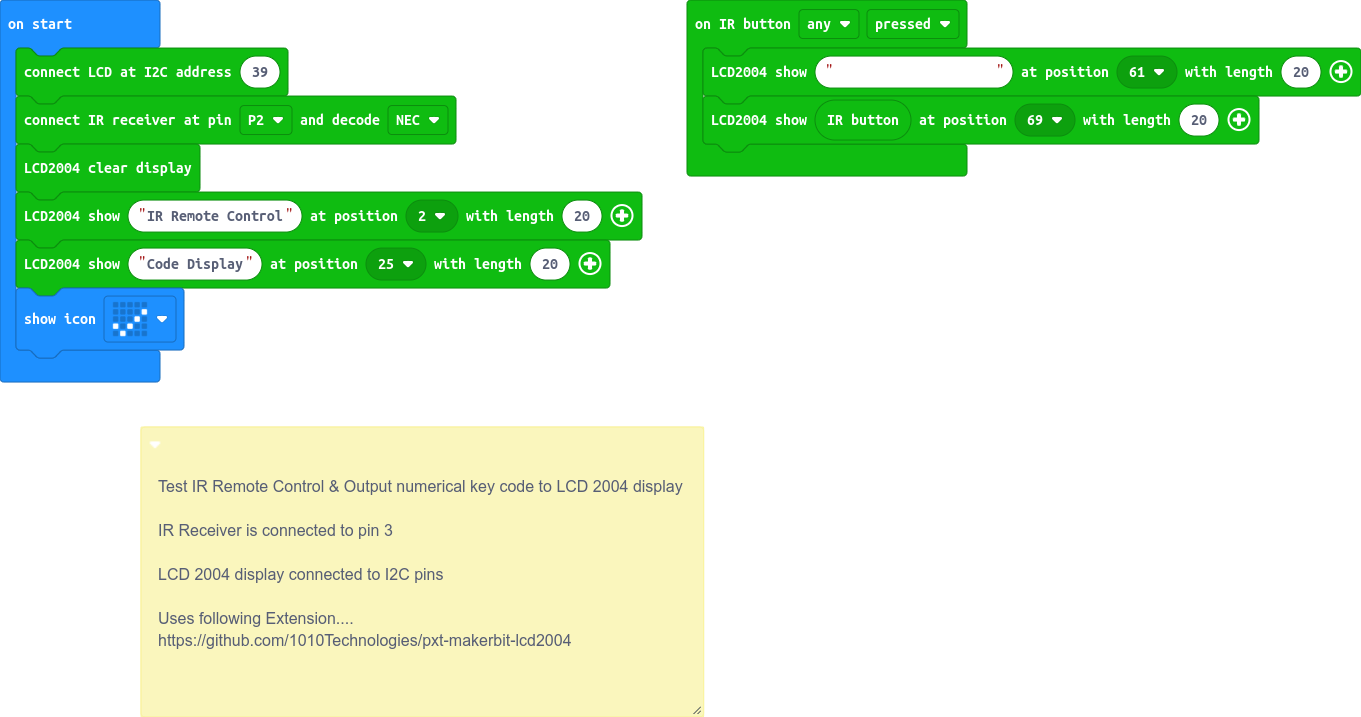 on start
connect LCD at I2C address 39
connect IR receiver at pin P2 and decode NEC
LCD2004 clear display
LCD2004 show "IR Remote Control" at position 2 with length 20
LCD2004 show "Code Display" at position 25 with length 20
show icon
on IR button any pressed
LCD2004 show " " at position 61 with length 20
LCD2004 show IR button at position 69 with length 20
Test IR Remote Control & Output numerical key code to LCD 2004 display
IR Receiver is connected to pin 3
LCD 2004 display connected to I2C pins
Uses following Extension....
https://github.com/1010Technologies/pxt-makerbit-lcd2004